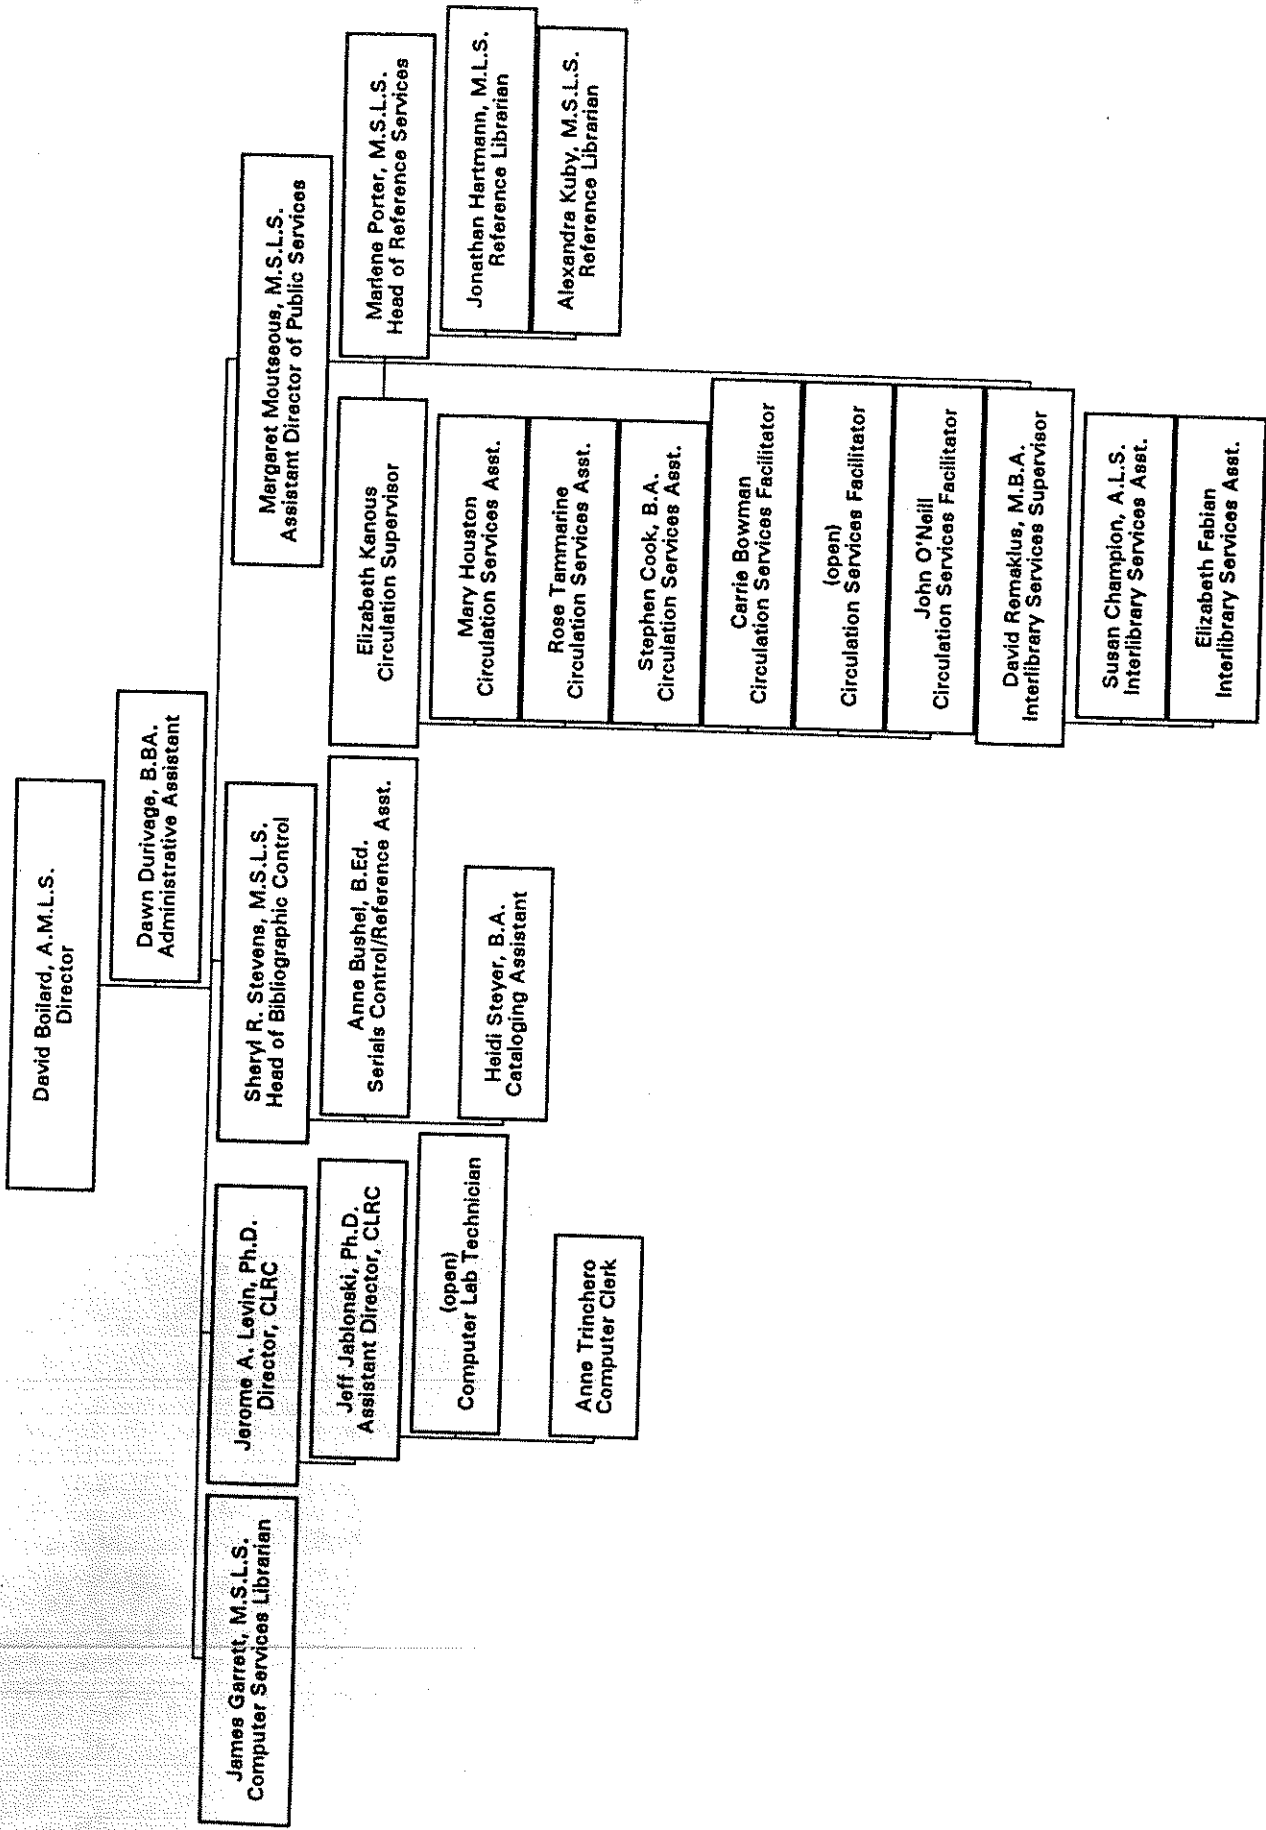 David Boilard, A.M.L.S.
Director
Dawn Durivage, B.BA.
Administrative Assistant
James Garrett, M.S.L.S.
Computer Services Librarian
Jerome A. Levin, Ph.D.
Director, CLRC
Jeff Jablonski, Ph.D.
Assistant Director, CLRC
(open)
Computer Lab Technician
Anne Trinchero
Computer Clerk
Sheryl R. Stevens, M.S.L.S.
Head of Bibliographic Control
Anne Bushel, B.Ed.
Serials Control/Reference Asst.
Heidi Steyer, B.A.
Cataloging Assistant
Margaret Moutseous, M.S.L.S.
Assistant Director of Public Services
Elizabeth Kanous
Circulation Supervisor
Mary Houston
Circulation Services Asst.
Rose Tammarine
Circulation Services Asst.
Stephen Cook, B.A.
Circulation Services Asst.
Carrie Bowman
Circulation Services Facilitator
(open)
Circulation Services Facilitator
John O'Neill
Circulation Services Facilitator
David Remaklus, M.B.A.
Interlibrary Services Supervisor
Susan Champion, A.L.S.
Interlibrary Services Asst.
Elizabeth Fabian
Interlibrary Services Asst.
Marlene Porter, M.S.L.S.
Head of Reference Services
Jonathan Hartmann, M.L.S.
Reference Librarian
Alexandra Kuby, M.S.L.S.
Reference Librarian